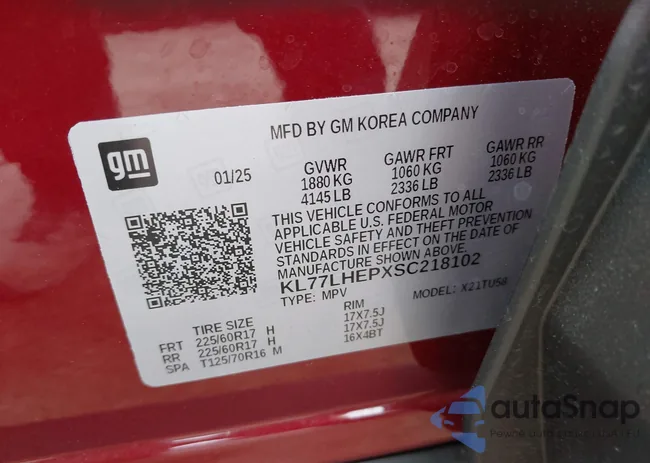 MFD BY GM KOREA COMPANY
gm
01/25
GVWR GAWR FRT GAWR RR
1880 KG 1060 KG 1060 KG
4145 LB 2336 LB 2336 LB
THIS VEHICLE CONFORMS TO ALL
APPLICABLE U.S. FEDERAL MOTOR
VEHICLE SAFETY AND THEFT PREVENTION
STANDARDS IN EFFECT ON THE DATE OF
MANUFACTURE SHOWN ABOVE.
KL77LHEPXSC218102
TYPE: MPV MODEL: X21TU58
TIRE SIZE RIM
FRT 225/60R17 H 17X7.5J
RR 225/60R17 H 17X7.5J
SPA T125/70R16 M 16X4BT
autaSnap
Pewne auta